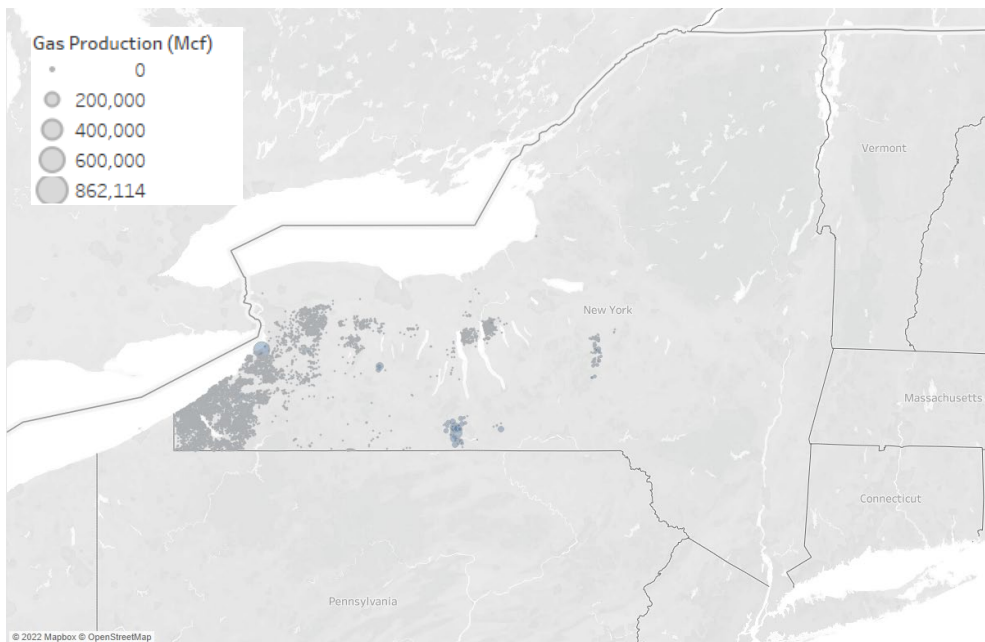 Gas Production (Mcf)
0
200,000
400,000
600,000
862,114
Vermont
New York
Massachusetts
Connecticut
Pennsylvania
© 2022 Mapbox © OpenStreetMap